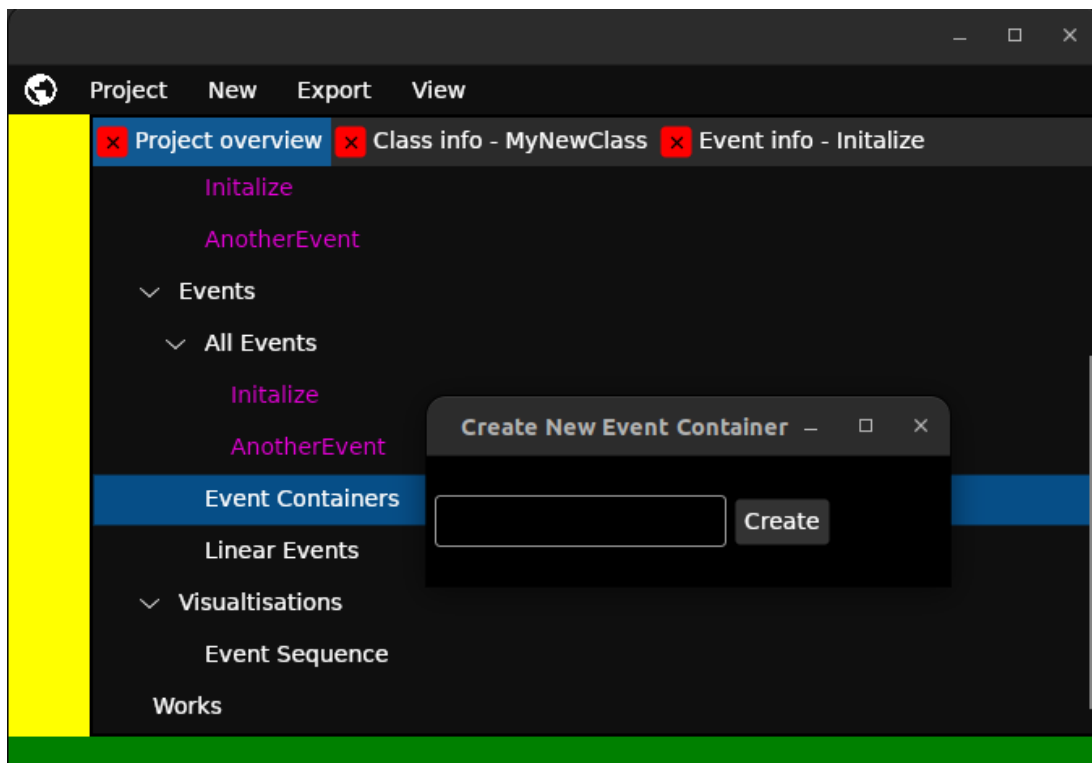 Project New Export View
× Project overview × Class info - MyNewClass × Event info - Initalize
Initalize
AnotherEvent
Events
All Events
Initalize
AnotherEvent
Create New Event Container
Event Containers
Create
Linear Events
Visualtisations
Event Sequence
Works